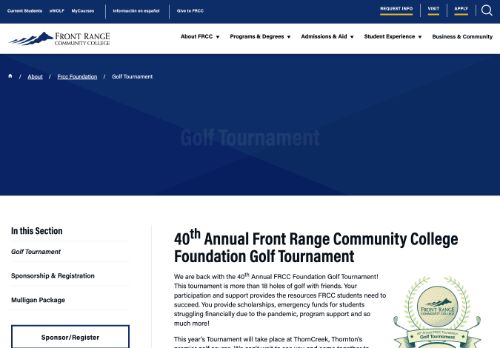 Current Students eWOLF MyCourses Información en español Give to FRCC REQUEST INFO VISIT APPLY
FRONT RANGE
COMMUNITY COLLEGE
About FRCC Programs & Degrees Admissions & Aid Student Experience Business & Community
/ About / Frcc Foundation / Golf Tournament
Golf Tournament
In this Section
Golf Tournament
Sponsorship & Registration
Mulligan Package
Sponsor/Register
40th Annual Front Range Community College
Foundation Golf Tournament
We are back with the 40th Annual FRCC Foundation Golf Tournament!
This tournament is more than 18 holes of golf with friends. Your
participation and support provides the resources FRCC students need to
succeed. You provide scholarships, emergency funds for students
struggling financially due to the pandemic, program support and so
much more!
This year's Tournament will take place at ThornCreek, Thornton's
FRONT RANGE
COMMUNITY COLLEGE
Golf Tournament